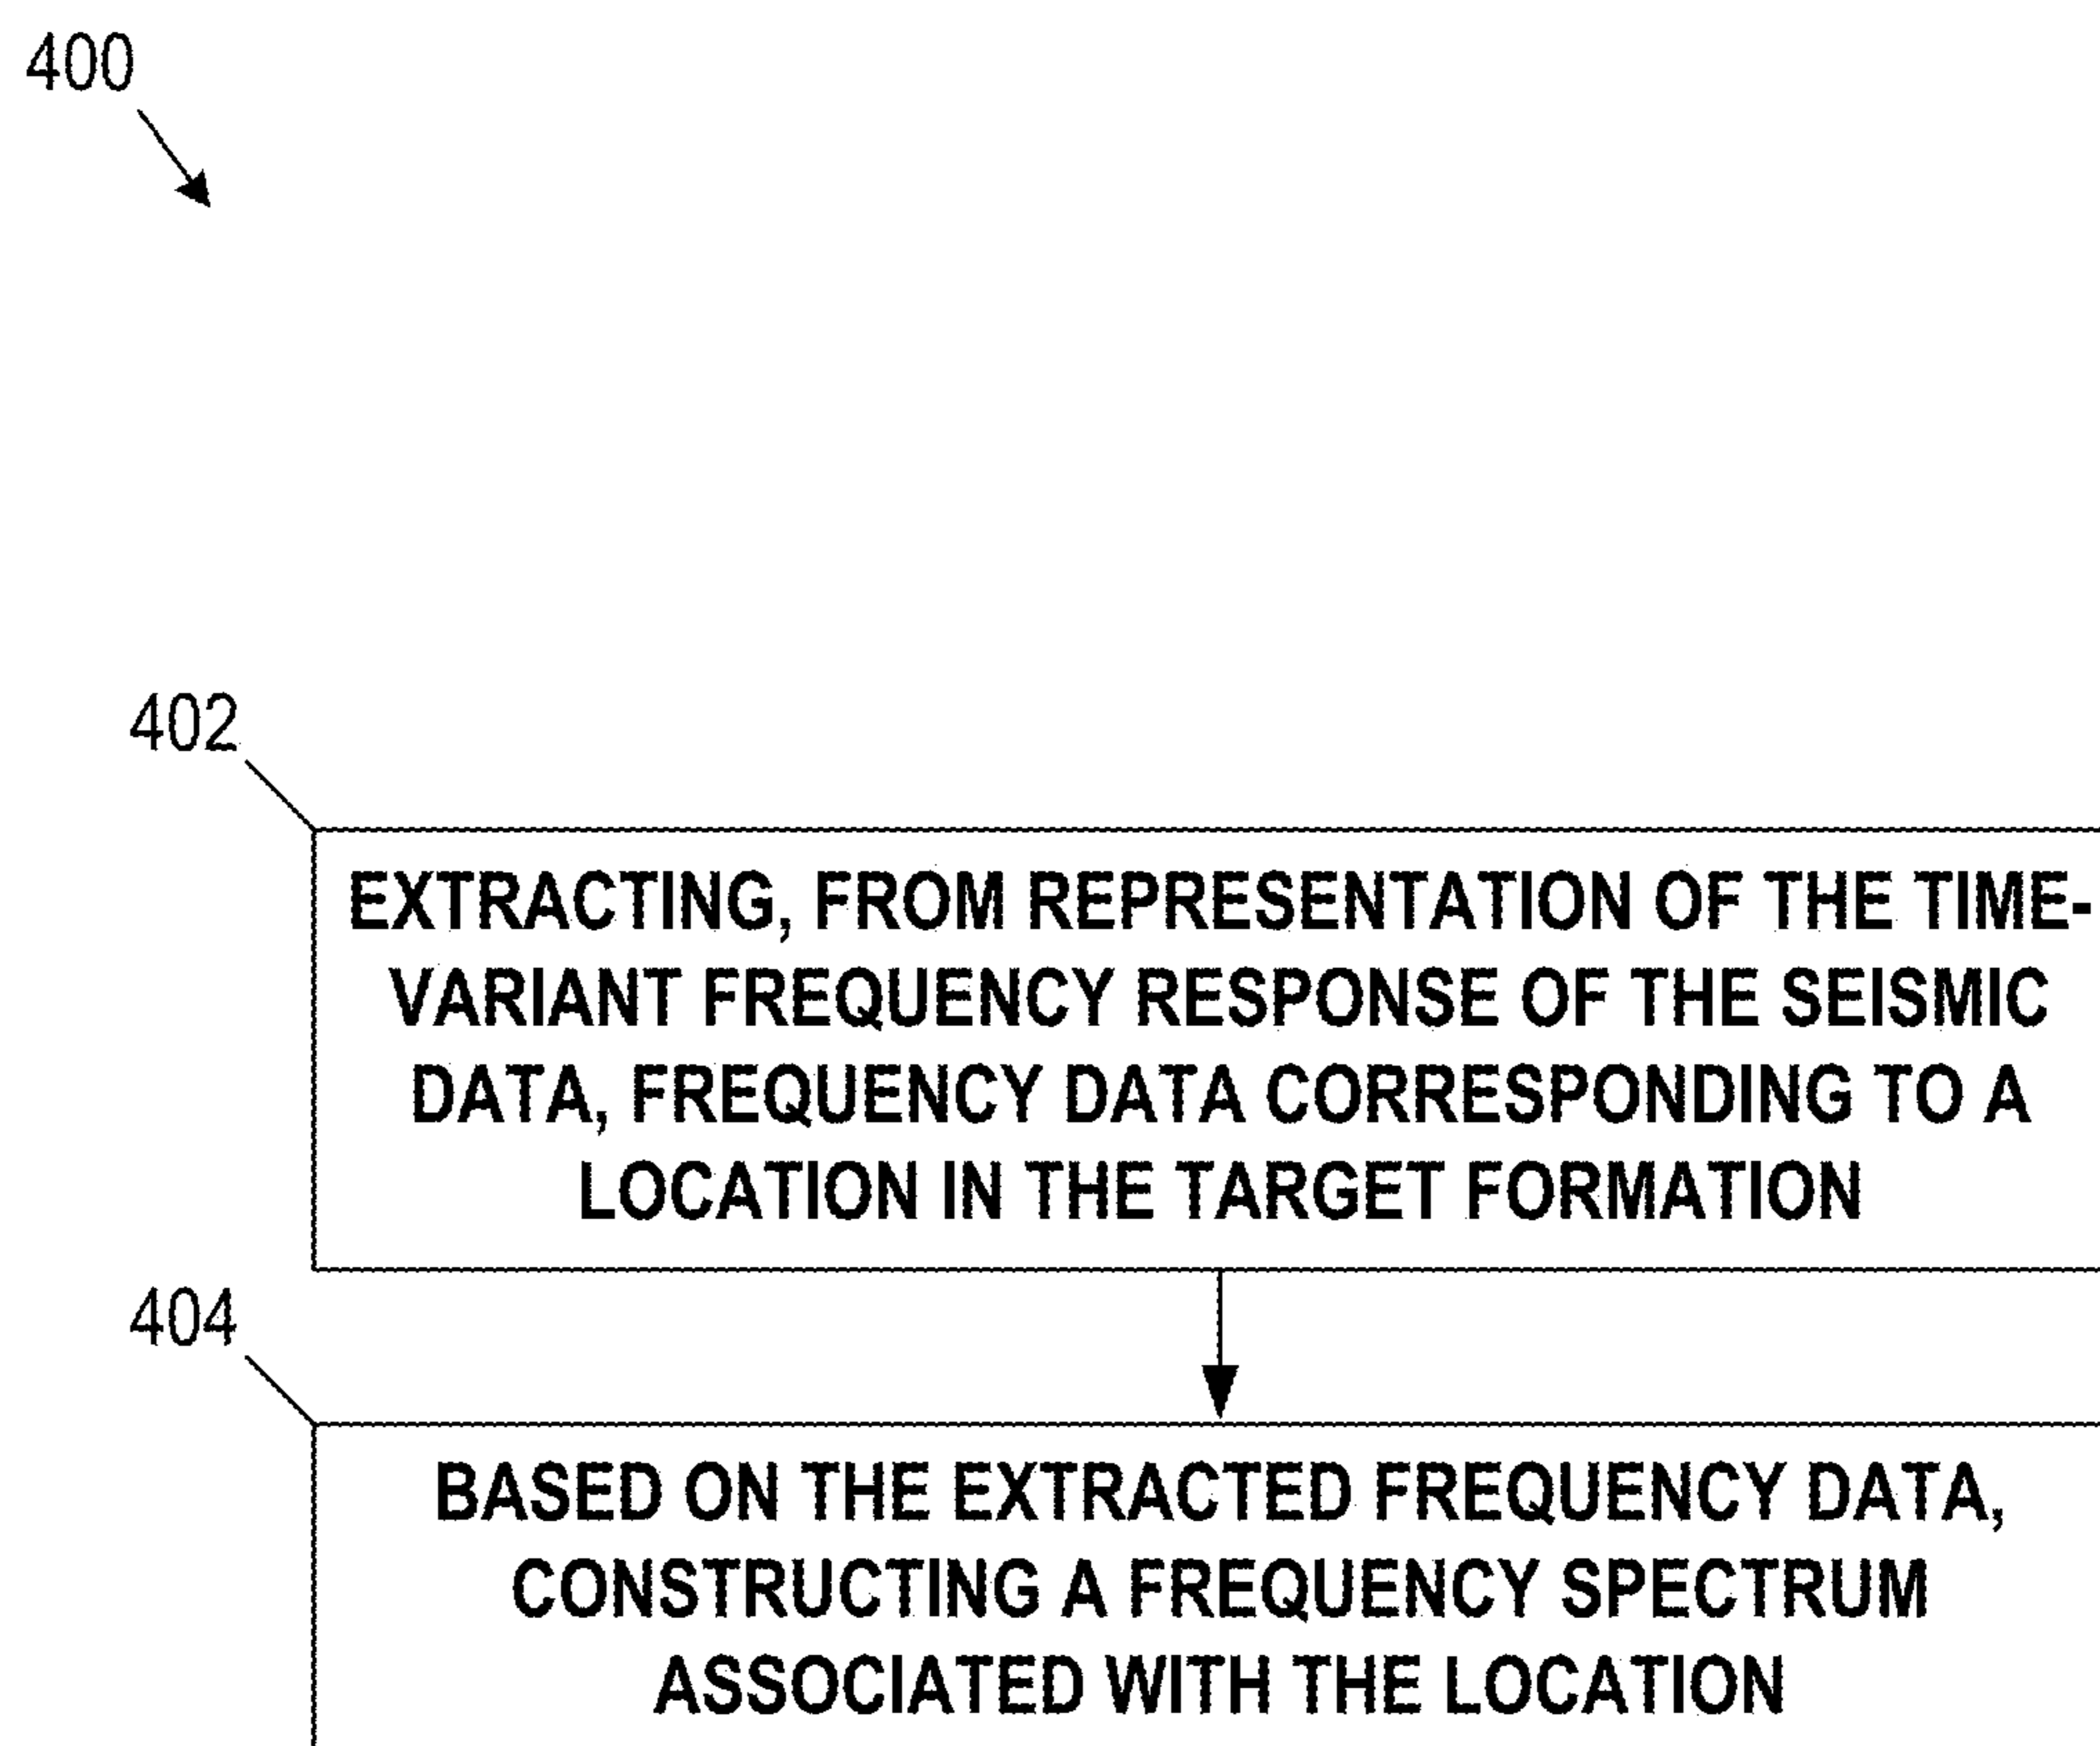 400
402
EXTRACTING, FROM REPRESENTATION OF THE TIME-
VARIANT FREQUENCY RESPONSE OF THE SEISMIC
DATA, FREQUENCY DATA CORRESPONDING TO A
LOCATION IN THE TARGET FORMATION
404
BASED ON THE EXTRACTED FREQUENCY DATA,
CONSTRUCTING A FREQUENCY SPECTRUM
ASSOCIATED WITH THE LOCATION